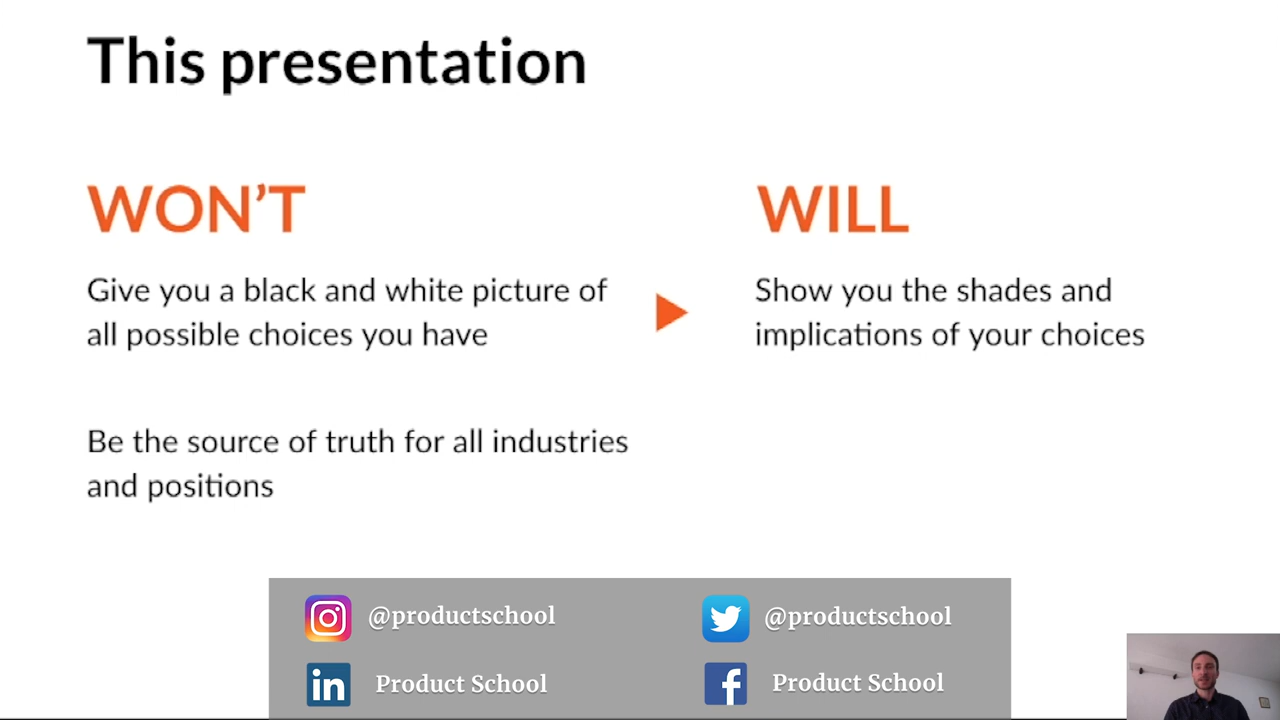 This presentation
WON'T
Give you a black and white picture of
all possible choices you have
Be the source of truth for all industries
and positions
WILL
Show you the shades and
implications of your choices
@productschool
@productschool
in Product School
f Product School